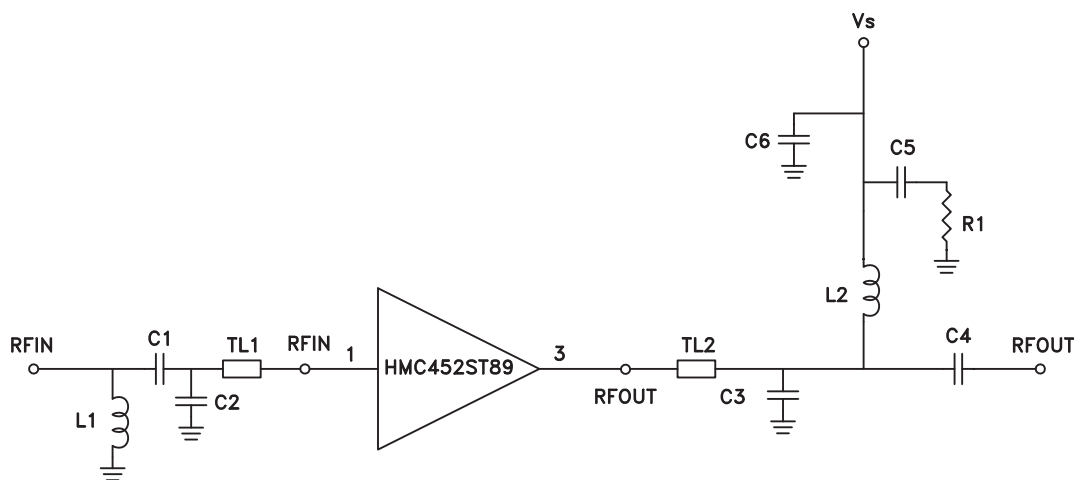 Vs
C6
C5
R1
L2
RFIN
C1
TL1
RFIN
1
HMC452ST89
3
RFOUT
TL2
C4
RFOUT
L1
C2
C3